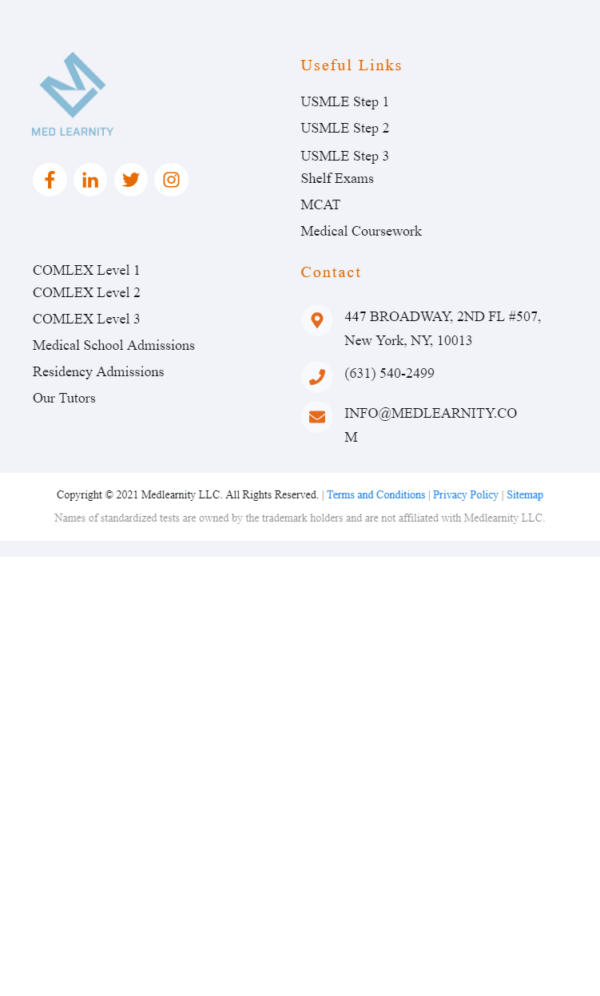 MED LEARNITY
Useful Links
USMLE Step 1
USMLE Step 2
USMLE Step 3
Shelf Exams
MCAT
Medical Coursework
COMLEX Level 1
COMLEX Level 2
COMLEX Level 3
Medical School Admissions
Residency Admissions
Our Tutors
Contact
447 BROADWAY, 2ND FL #507,
New York, NY, 10013
(631) 540-2499
INFO@MEDLEARNITY.CO
M
Copyright © 2021 Medlearnity LLC. All Rights Reserved. | Terms and Conditions | Privacy Policy | Sitemap
Names of standardized tests are owned by the trademark holders and are not affiliated with Medlearnity LLC.